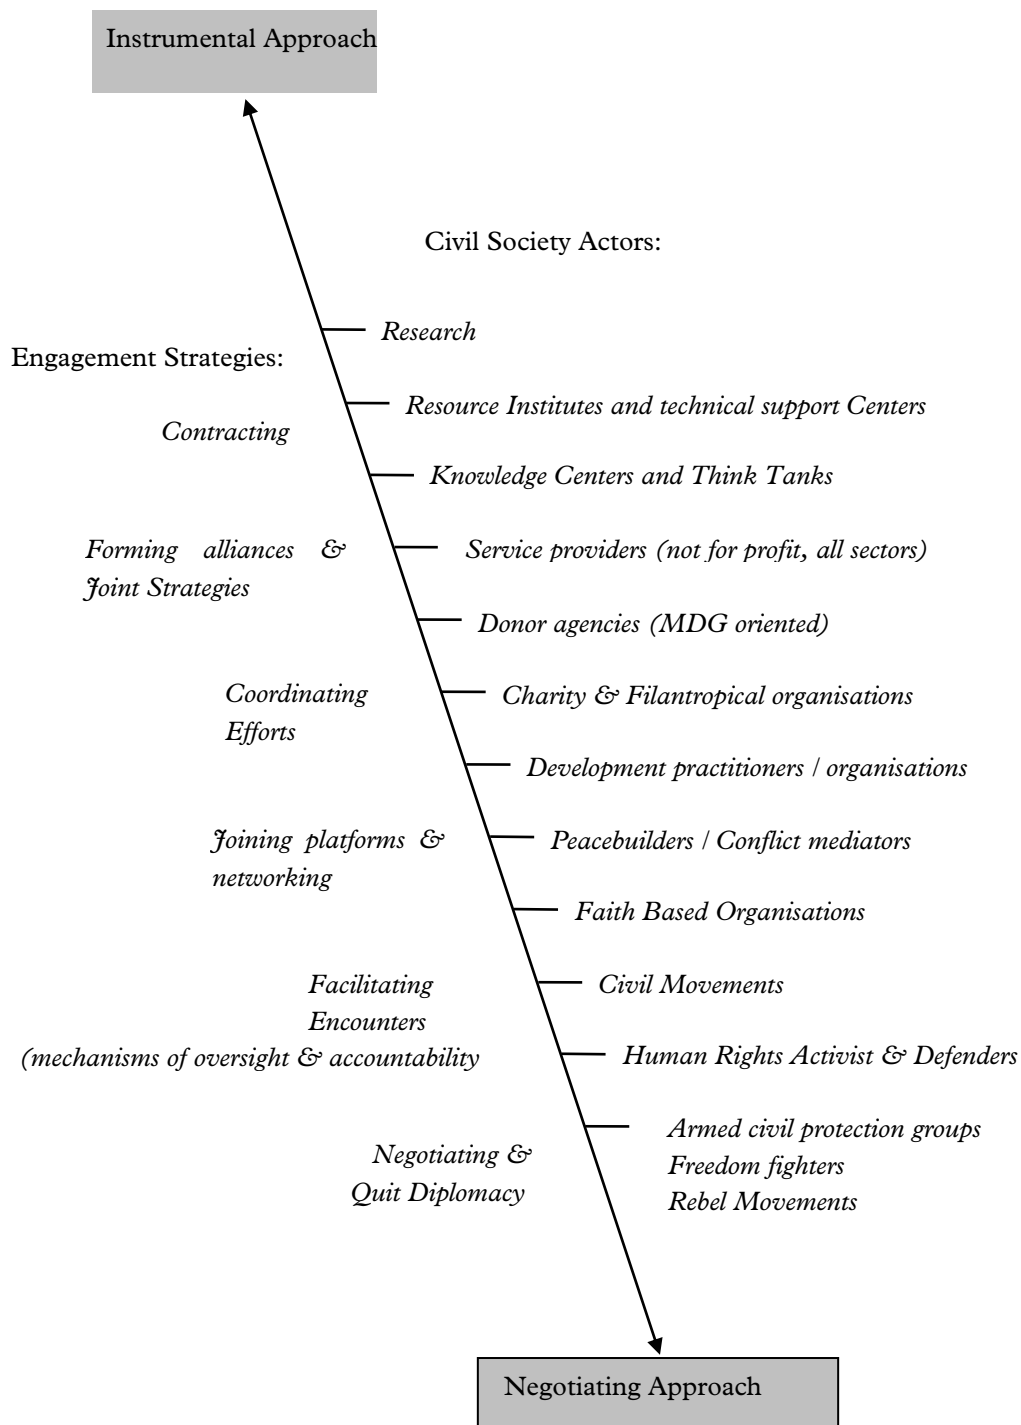 Instrumental Approach
Civil Society Actors:
Research
Engagement Strategies:
Resource Institutes and technical support Centers
Contracting
Knowledge Centers and Think Tanks
Forming alliances &
Joint Strategies
Service providers (not for profit, all sectors)
Donor agencies (MDG oriented)
Coordinating
Efforts
Charity & Filantropical organisations
Development practitioners / organisations
Joining platforms &
networking
Peacebuilders / Conflict mediators
Faith Based Organisations
Facilitating
Encounters
(mechanisms of oversight & accountability
Civil Movements
Human Rights Activist & Defenders
Armed civil protection groups
Freedom fighters
Rebel Movements
Negotiating &
Quit Diplomacy
Negotiating Approach